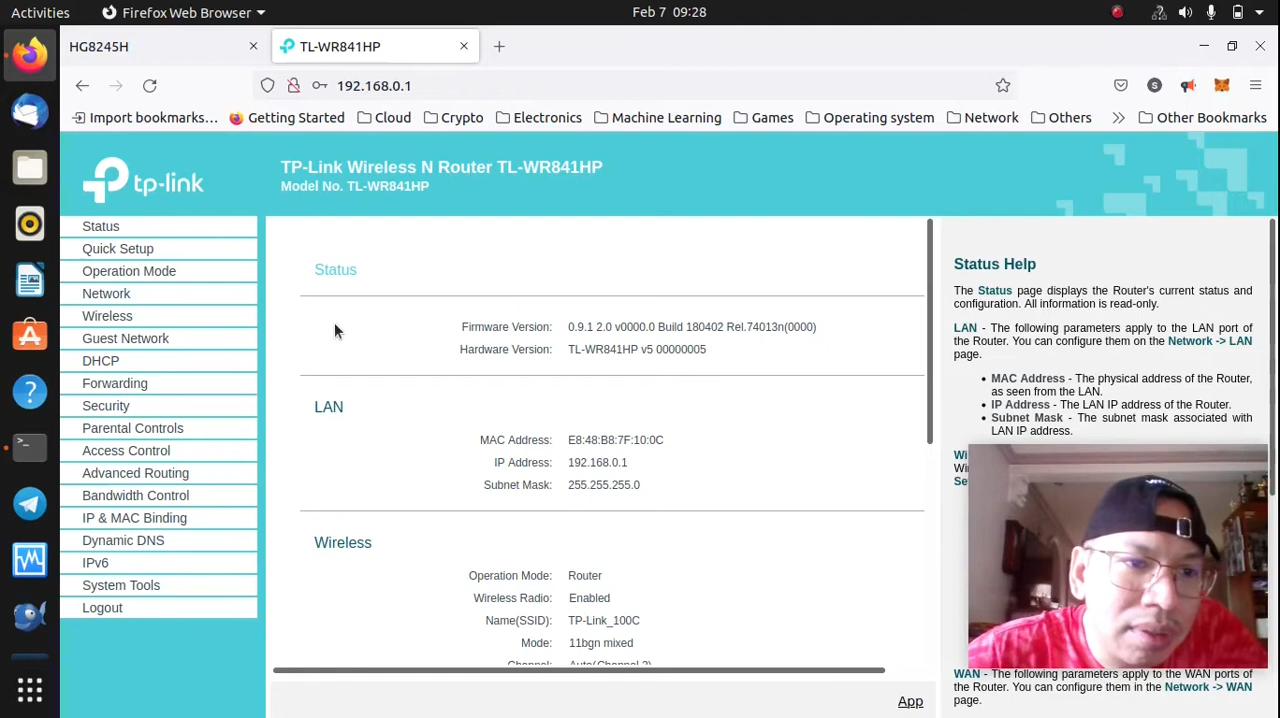 Activities
Firefox Web Browser
Feb 7 09:28
HG8245H
TL-WR841HP
192.168.0.1
Import bookmarks...
Getting Started
Cloud
Crypto
Electronics
Machine Learning
Games
Operating system
Network
Others
Other Bookmarks
tp-link
TP-Link Wireless N Router TL-WR841HP
Model No. TL-WR841HP
Status
Quick Setup
Operation Mode
Network
Wireless
Guest Network
DHCP
Forwarding
Security
Parental Controls
Access Control
Advanced Routing
Bandwidth Control
IP & MAC Binding
Dynamic DNS
IPv6
System Tools
Logout
Status
Firmware Version: 0.9.1 2.0 v0000.0 Build 180402 Rel.74013n(0000)
Hardware Version: TL-WR841HP v5 00000005
LAN
MAC Address: E8:48:B8:7F:10:0C
IP Address: 192.168.0.1
Subnet Mask: 255.255.255.0
Wireless
Operation Mode: Router
Wireless Radio: Enabled
Name(SSID): TP-Link_100C
Mode: 11bgn mixed
Channel: Auto(Channel 2)
App
Status Help
The Status page displays the Router's current status and
configuration. All information is read-only.
LAN - The following parameters apply to the LAN port of
the Router. You can configure them on the Network -> LAN
page.
• MAC Address - The physical address of the Router,
as seen from the LAN.
• IP Address - The LAN IP address of the Router.
• Subnet Mask - The subnet mask associated with
LAN IP address.
WAN - The following parameters apply to the WAN ports of
the Router. You can configure them in the Network -> WAN
page.